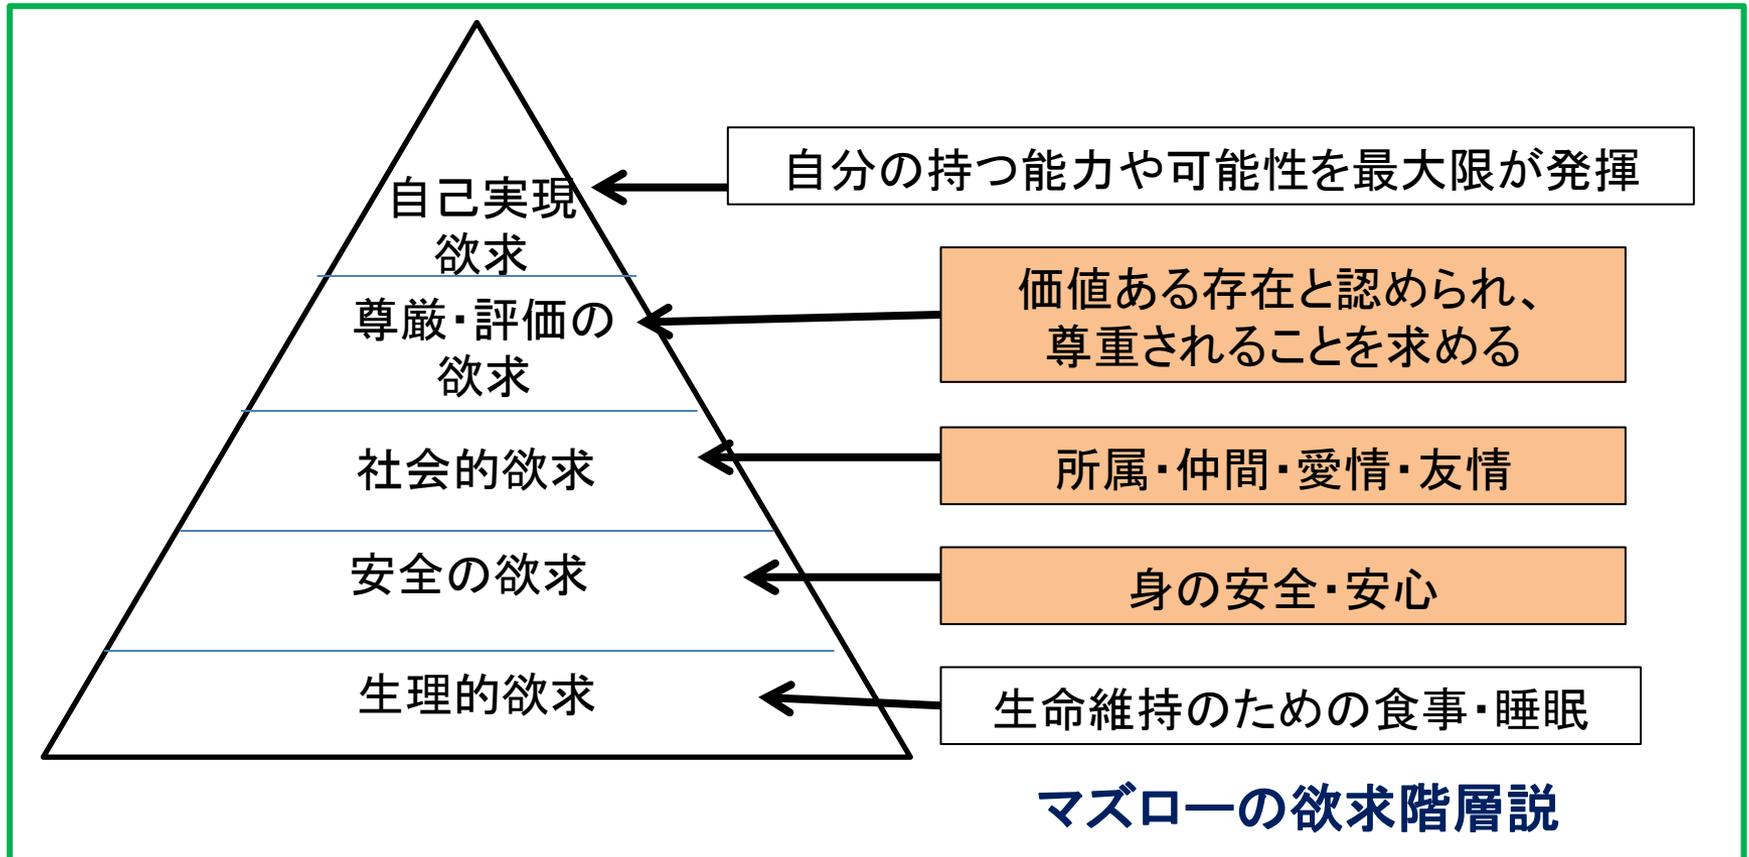 自己実現
欲求
自分の持つ能力や可能性を最大限が発揮
尊厳・評価の
欲求
価値ある存在と認められ、
尊重されることを求める
社会的欲求
所属・仲間・愛情・友情
安全の欲求
身の安全・安心
生理的欲求
生命維持のための食事・睡眠
マズローの欲求階層説